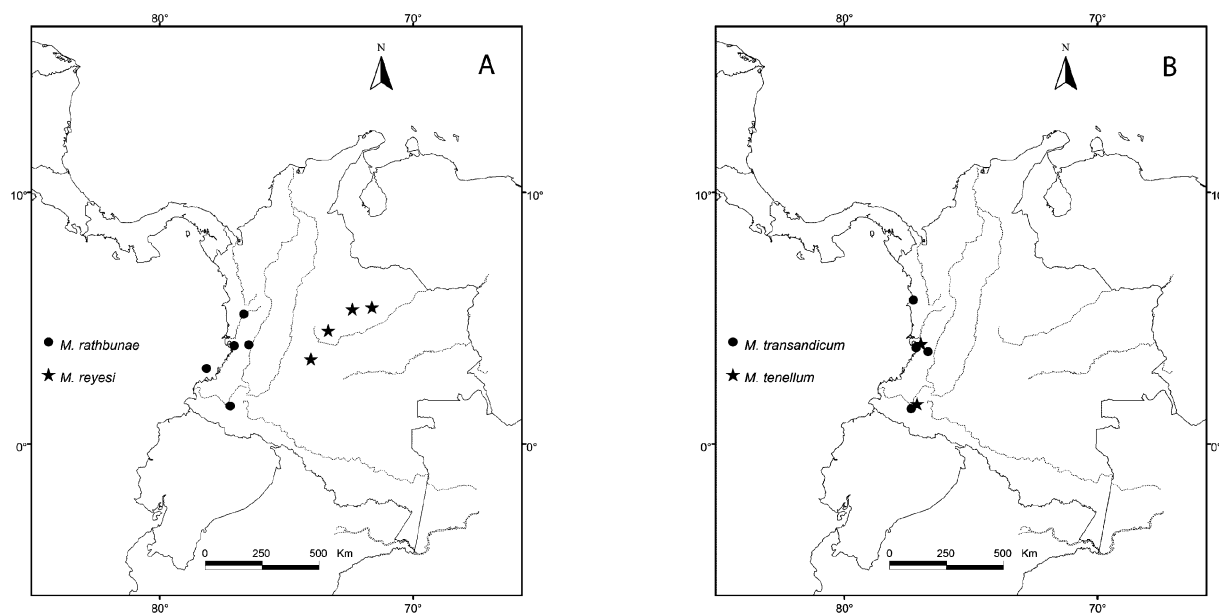 80° 70°
N
A
10° 10°
M. rathbunae
M. reyesi
0° 0°
0 250 500 Km
80° 70°
80° 70°
N
B
10° 10
M. transandicum
M. tenellum
0° 0°
0 250 500 Km
80° 70°